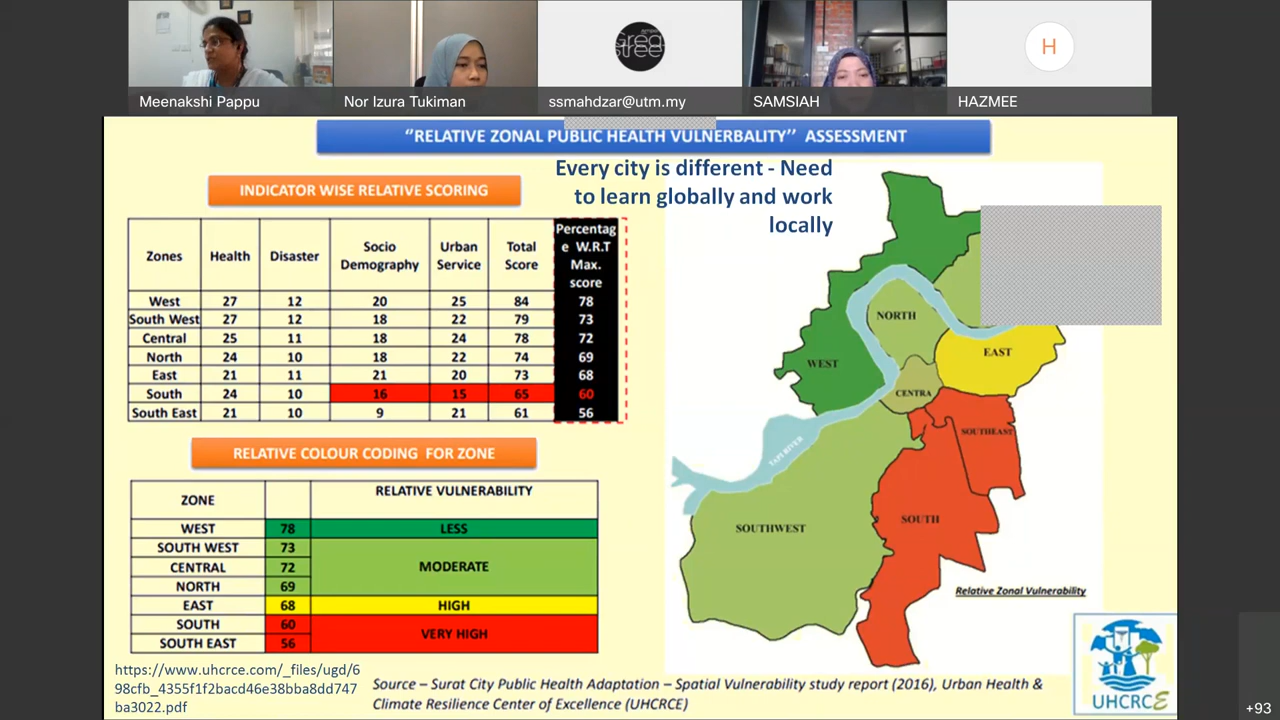 Meenakshi Pappu
Nor Izura Tukiman
ssmahdzar@utm.my
SAMSIAH
H
HAZMEE
‘’RELATIVE ZONAL PUBLIC HEALTH VULNERBALITY’’ ASSESSMENT
Every city is different - Need
to learn globally and work
locally
INDICATOR WISE RELATIVE SCORING
Zones Health Disaster Socio Demography Urban Service Total Score Percentag e W.R.T Max. score
West 27 12 20 25 84 78
South West 27 12 18 22 79 73
Central 25 11 18 24 78 72
North 24 10 18 22 74 69
East 21 11 21 20 73 68
South 24 10 16 15 65 60
South East 21 10 9 21 61 56
RELATIVE COLOUR CODING FOR ZONE
ZONE RELATIVE VULNERABILITY
WEST 78 LESS
SOUTH WEST 73
CENTRAL 72 MODERATE
NORTH 69
EAST 68 HIGH
SOUTH 60 VERY HIGH
SOUTH EAST 56
NORTH
EAST
WEST
CENTRA
SOUTHEAST
TAPI RIVER
SOUTHWEST
SOUTH
Relative Zonal Vulnerability
https://www.uhcrce.com/_files/ugd/6
98cfb_4355f1f2bacd46e38bba8dd747
ba3022.pdf
Source – Surat City Public Health Adaptation – Spatial Vulnerability study report (2016), Urban Health &
Climate Resilience Center of Excellence (UHCRCE)
UHCRCE
+93